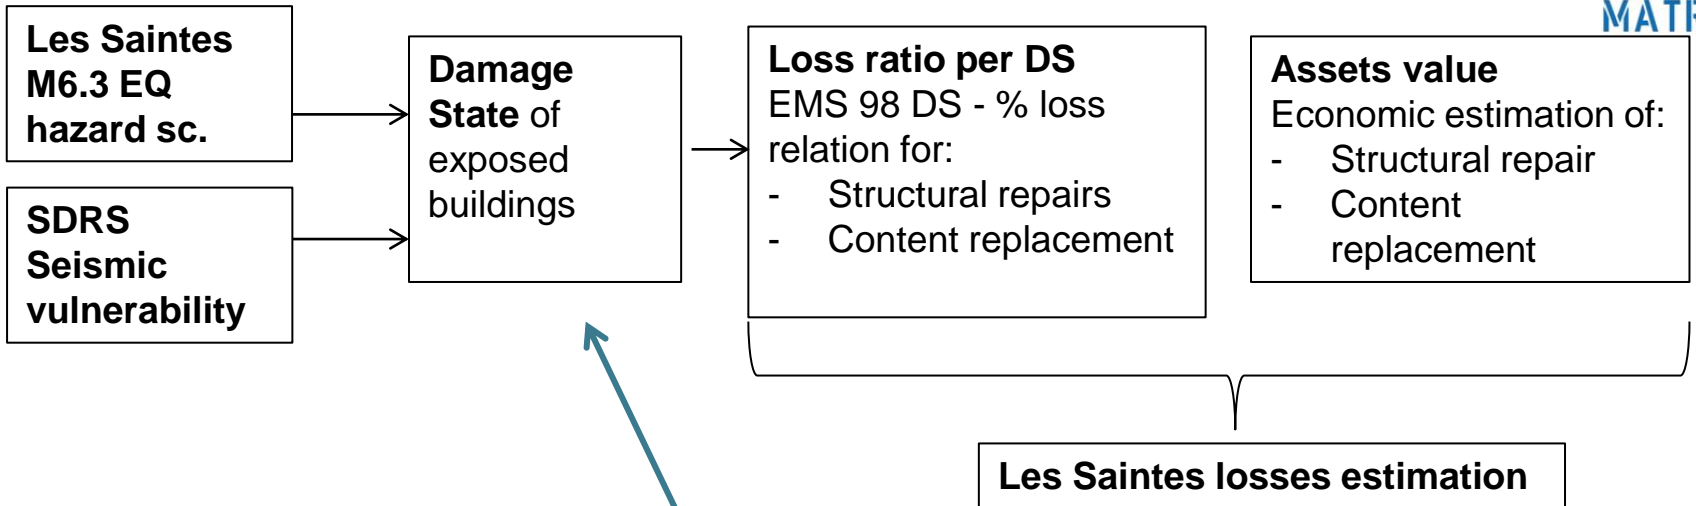 MATR
Les Saintes
M6.3 EQ
hazard sc.
SDRS
Seismic
vulnerability
Damage
State of
exposed
buildings
Loss ratio per DS
EMS 98 DS - % loss
relation for:
- Structural repairs
- Content replacement
Assets value
Economic estimation of:
- Structural repair
- Content
replacement
Les Saintes losses estimation